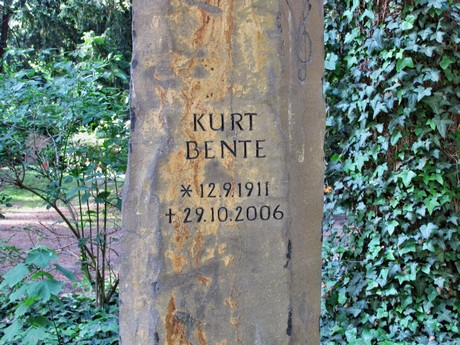 KURT
BENTE
* 12.9.1911
+ 29.10.2006